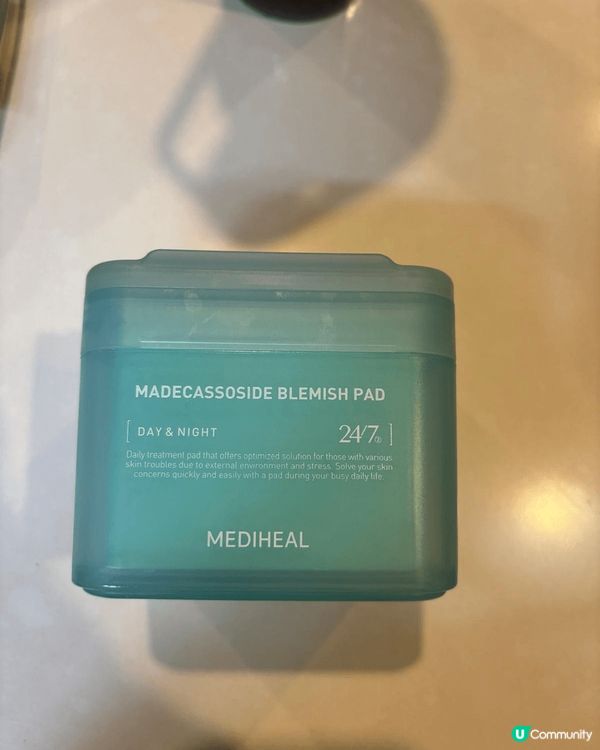 MADECASSOSIDE BLEMISH PAD
[ DAY & NIGHT 24/7 ]
Daily treatment pad that offers optimized solution for those with various
skin troubles due to external environment and stress. Solve your skin
concerns quickly and easily with a pad during your busy daily life.
MEDIHEAL
U Community